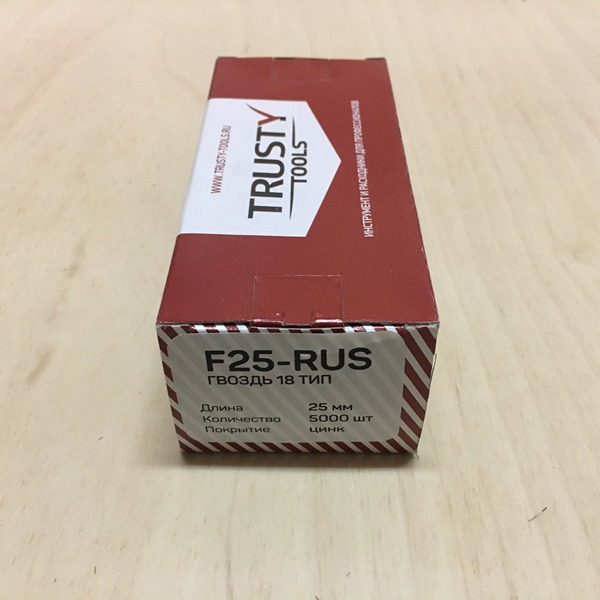 WWW.TRUSTY-TOOLS.RU
TRUSTY
TOOLS
ИНСТРУМЕНТ И РАСХОДНИКИ ДЛЯ ПРОФЕССИОНАЛОВ
F25-RUS
ГВОЗДЬ 18 ТИП
Длина 25 мм
Количество 5000 шт
Покрытие цинк